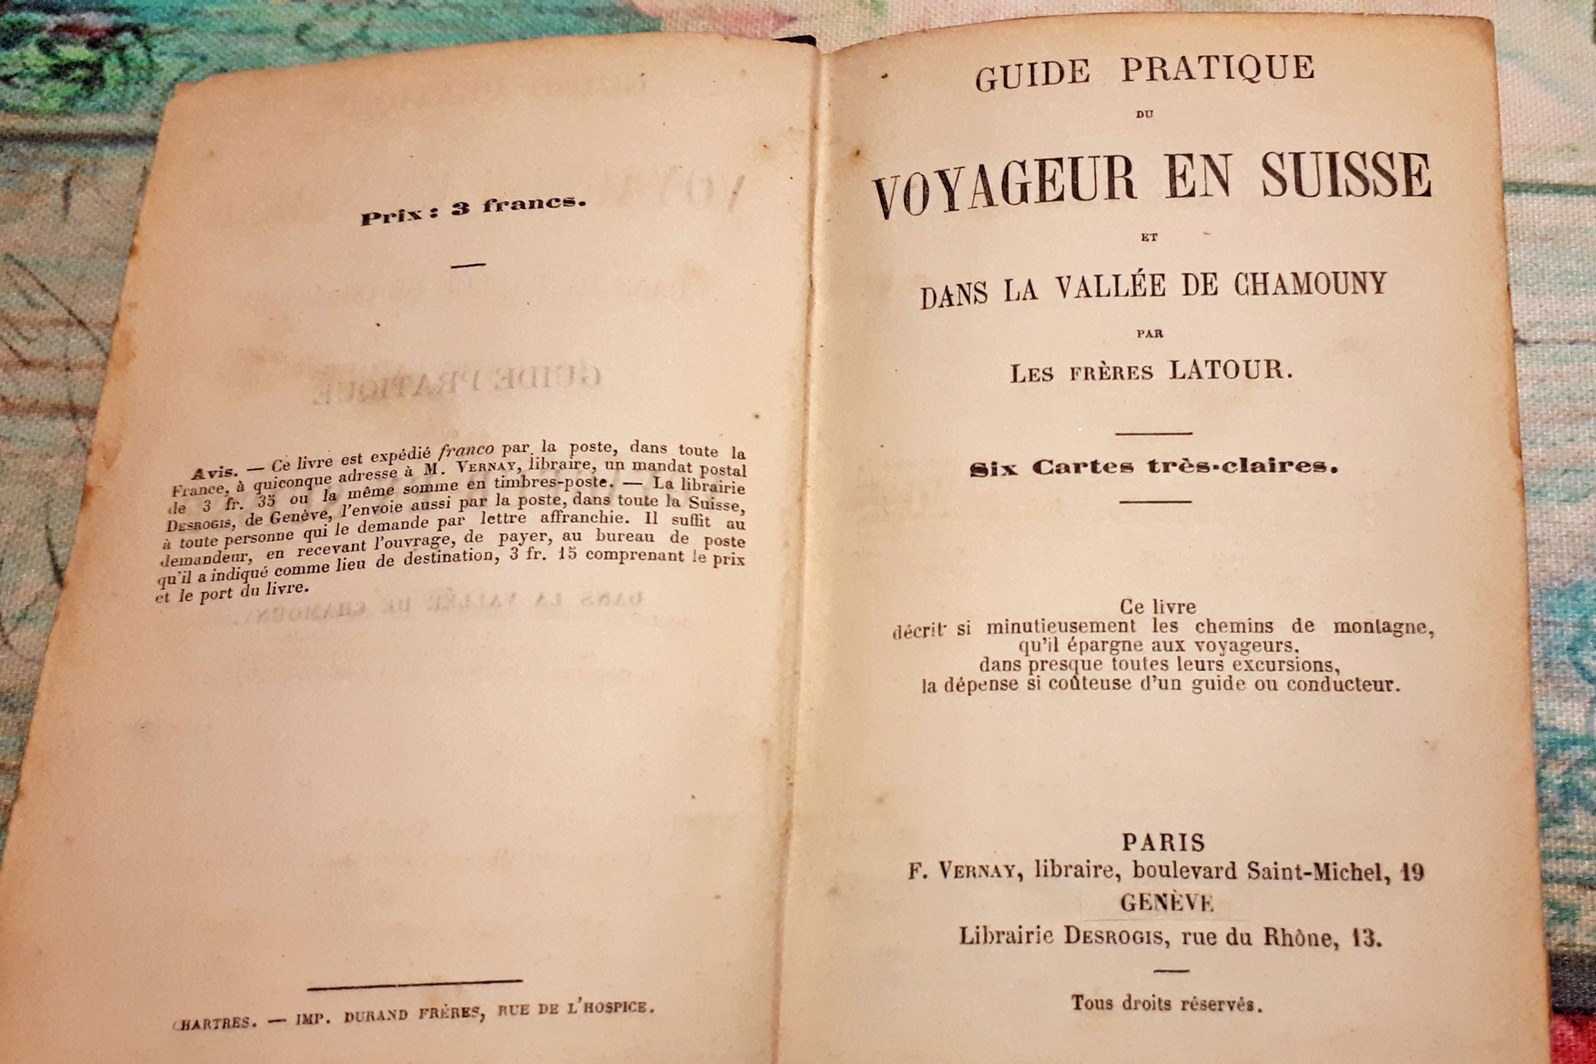 Prix : 3 francs.
Avis. — Ce livre est expédié franco par la poste, dans toute la
France, à quiconque adresse à M. VERNAY, libraire, un mandat postal
de 3 fr. 35 ou la même somme en timbres-poste. — La librairie
DESROGIS, de Genève, l'envoie aussi par la poste, dans toute la Suisse,
à toute personne qui le demande par lettre affranchie. Il suffit au
demandeur, en recevant l'ouvrage, de payer, au bureau de poste
qu'il a indiqué comme lieu de destination, 3 fr. 15 comprenant le prix
et le port du livre.
CHARTRES. — IMP. DURAND FRÈRES, RUE DE L'HOSPICE.
GUIDE PRATIQUE
DU
VOYAGEUR EN SUISSE
ET
DANS LA VALLÉE DE CHAMOUNY
PAR
LES FRÈRES LATOUR.
Six Cartes très-claires.
Ce livre
décrit si minutieusement les chemins de montagne,
qu'il épargne aux voyageurs,
dans presque toutes leurs excursions,
la dépense si coûteuse d'un guide ou conducteur.
PARIS
F. VERNAY, libraire, boulevard Saint-Michel, 19
GENÈVE
Librairie DESROGIS, rue du Rhône, 13.
Tous droits réservés.